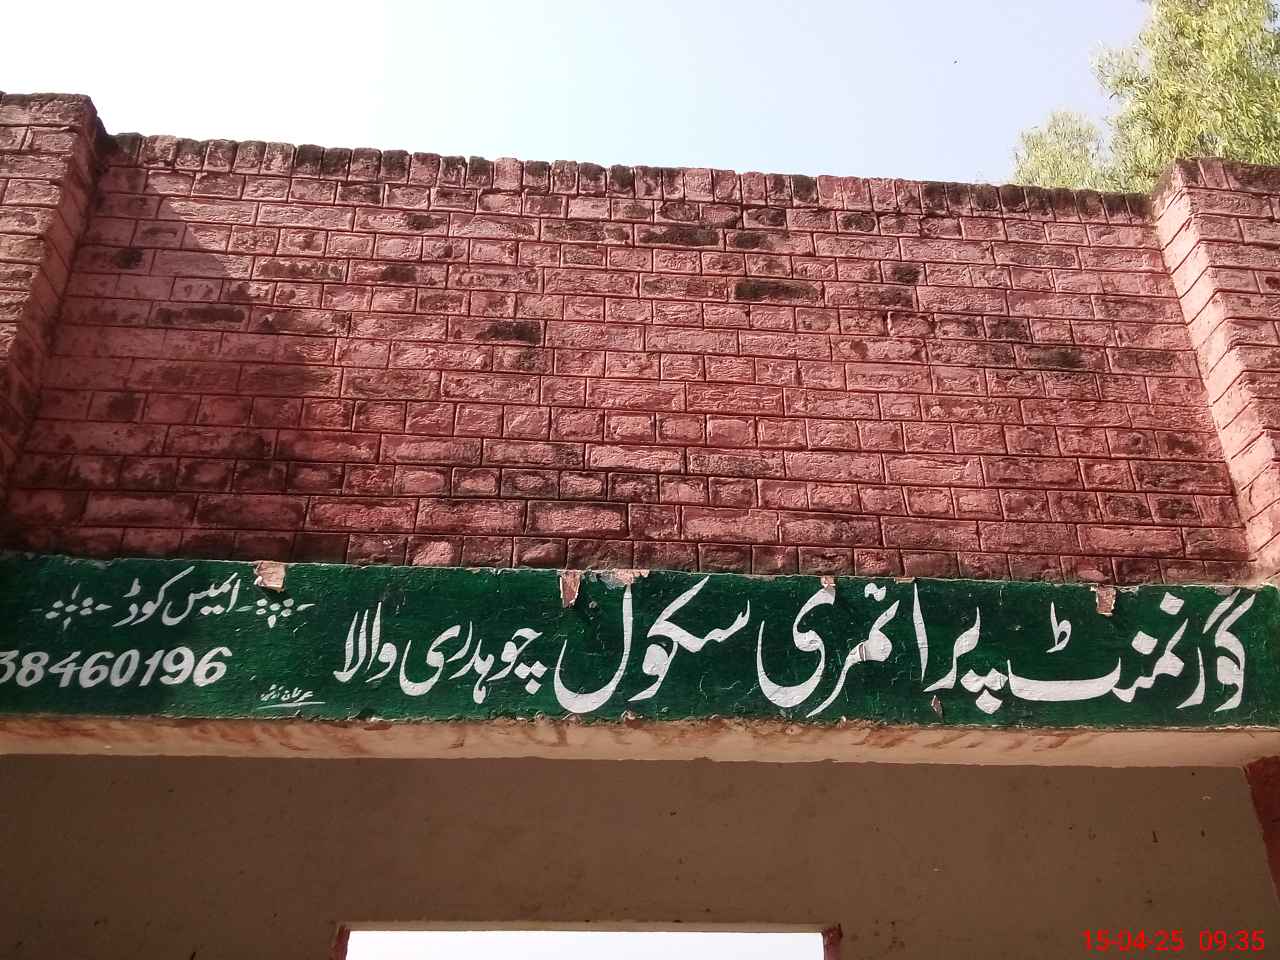 گورنمنٹ پرائمری سکول چوہدری والا
ایمیس کوڈ
38460196
15-04-25 09:35